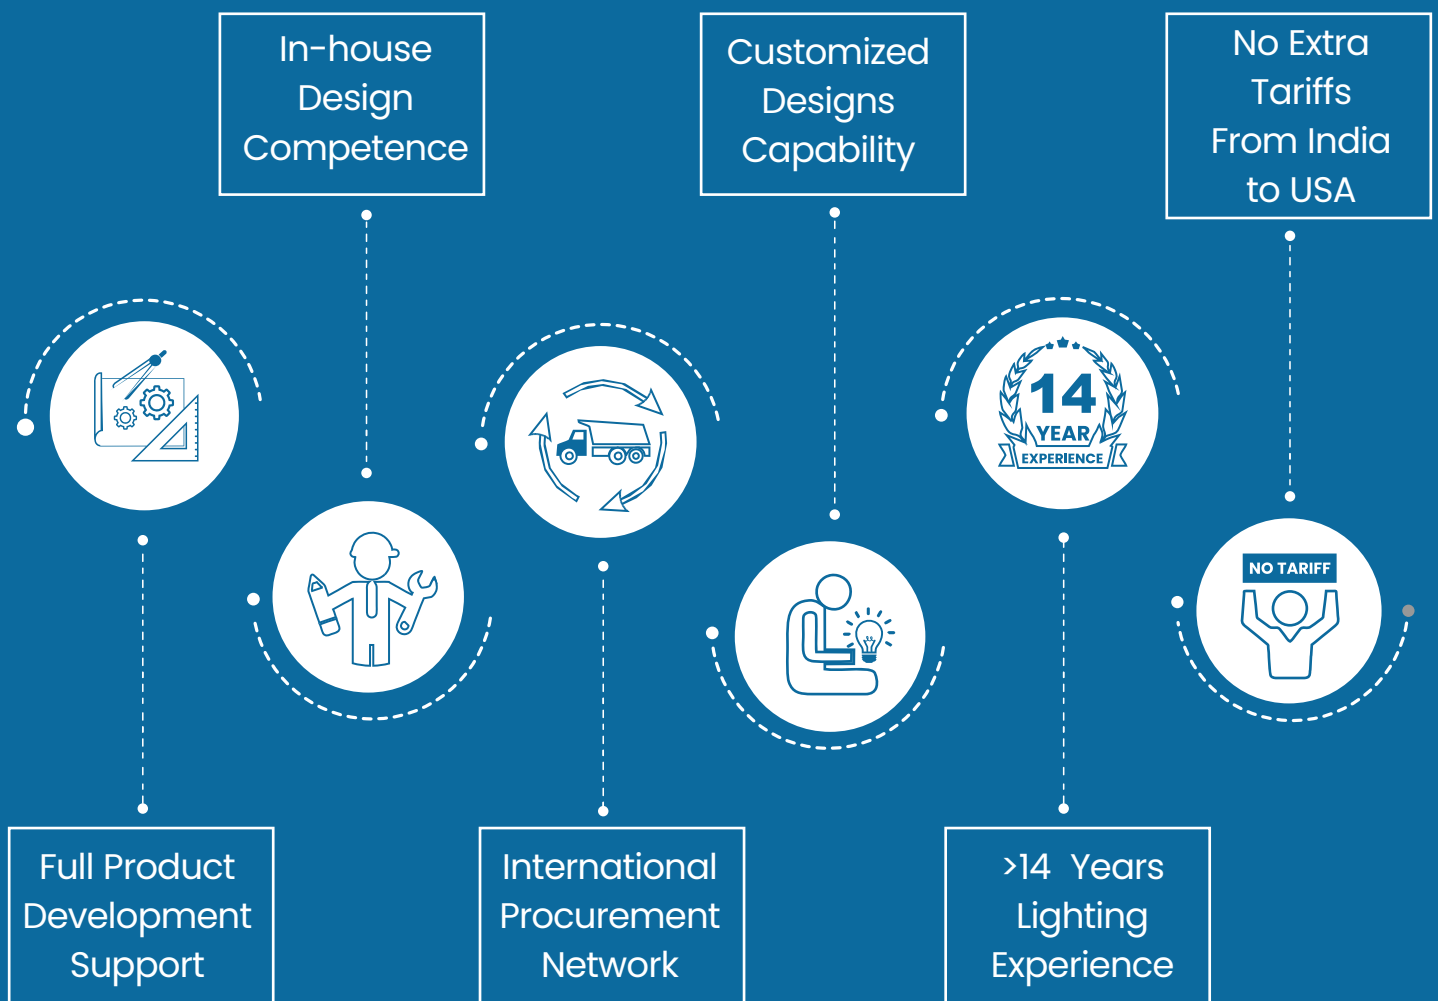 In-house
Design
Competence
Customized
Designs
Capability
No Extra
Tariffs
From India
to USA
14
YEAR
EXPERIENCE
NO TARIFF
Full Product
Development
Support
International
Procurement
Network
>14 Years
Lighting
Experience